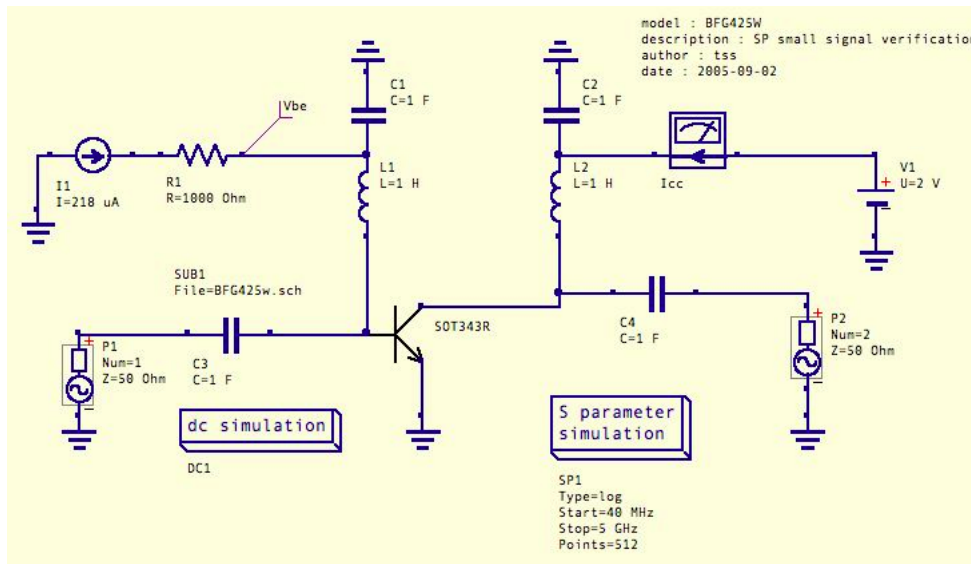 model : BFG425W
description : SP small signal verification
author : tss
date : 2005-09-02
C1
C=1 F
C2
C=1 F
Vbe
I1
I=218 uA
R1
R=1000 Ohm
L1
L=1 H
L2
L=1 H
Icc
V1
U=2 V
SUB1
File=BFG425w.sch
SOT343R
P1
Num=1
Z=50 Ohm
C3
C=1 F
C4
C=1 F
P2
Num=2
Z=50 Ohm
dc simulation
DC1
S parameter
simulation
SP1
Type=log
Start=40 MHz
Stop=5 GHz
Points=512